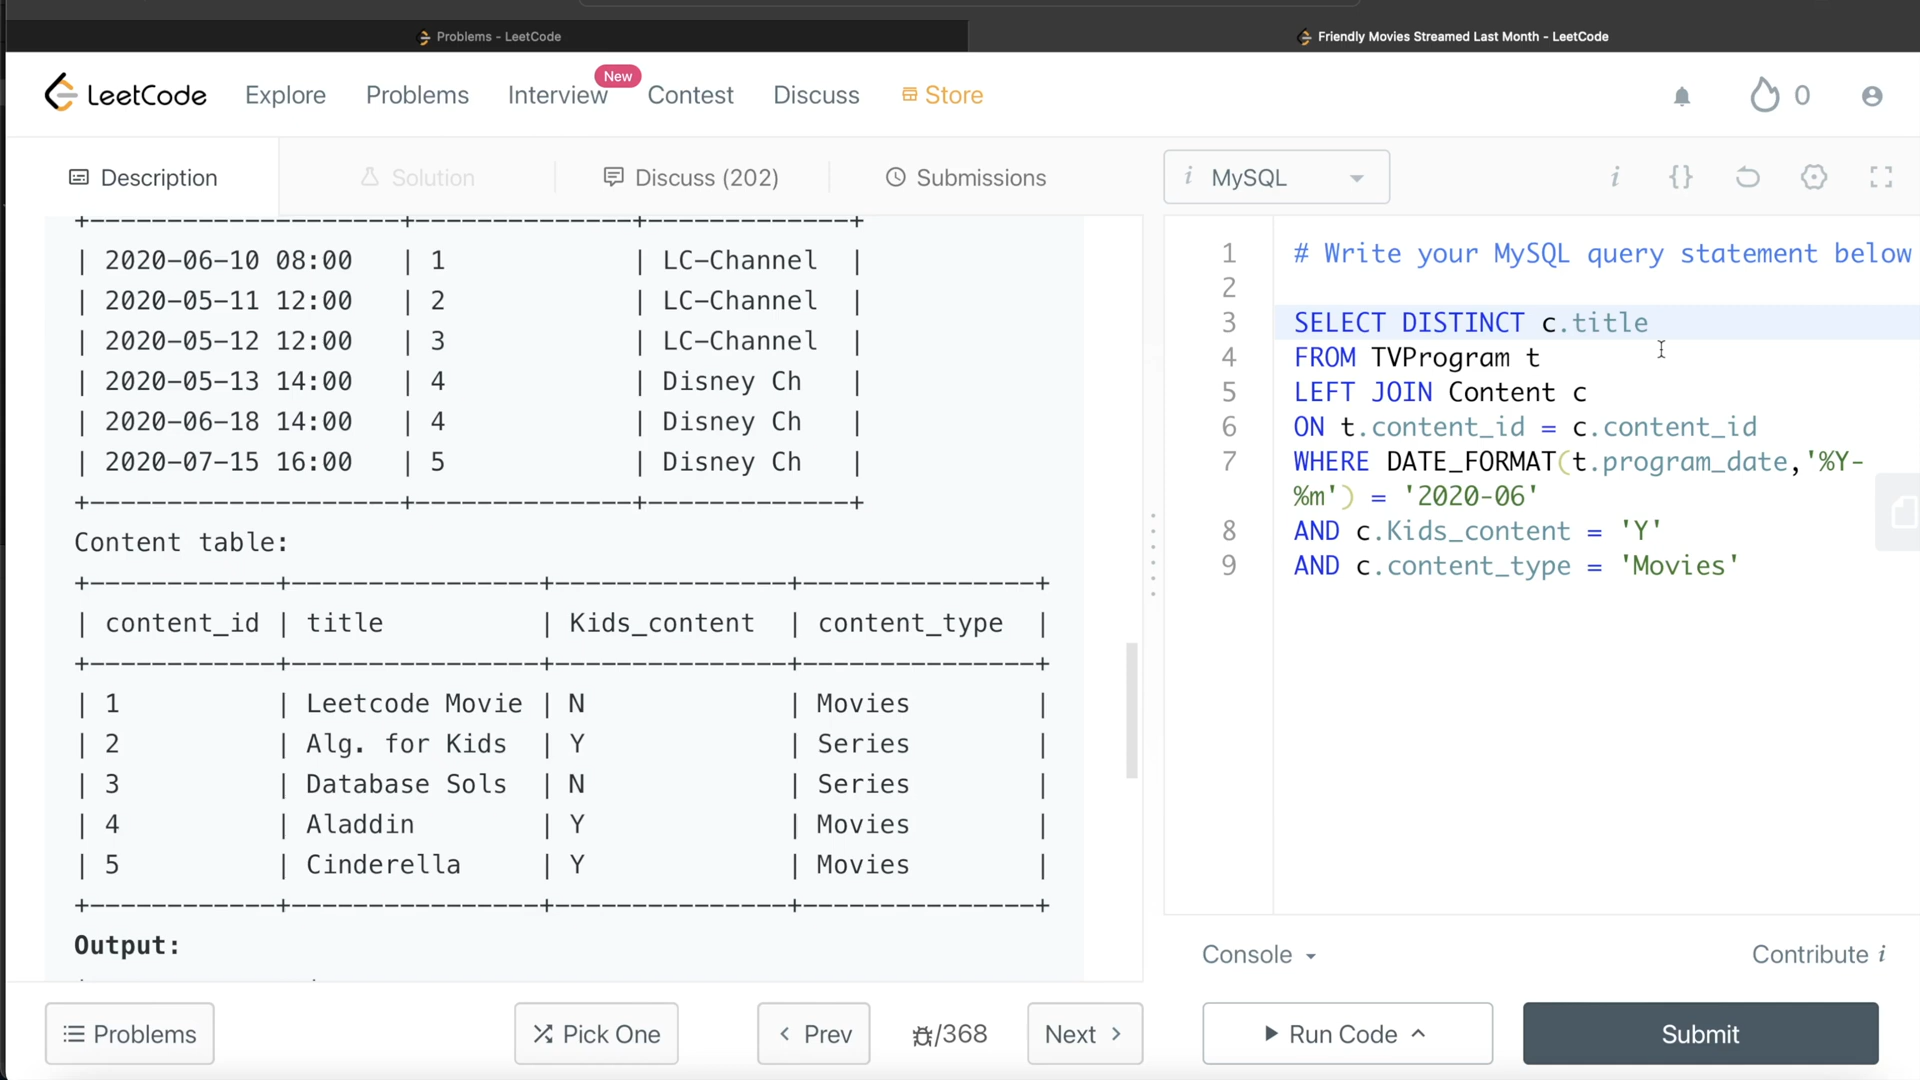 Problems - LeetCode
Friendly Movies Streamed Last Month - LeetCode
LeetCode Explore Problems Interview New Contest Discuss Store 0
Description Solution Discuss (202) Submissions
MySQL
+---------------------+---------------+-------------+
| 2020-06-10 08:00   | 1            | LC-Channel  |
| 2020-05-11 12:00   | 2            | LC-Channel  |
| 2020-05-12 12:00   | 3            | LC-Channel  |
| 2020-05-13 14:00   | 4            | Disney Ch   |
| 2020-06-18 14:00   | 4            | Disney Ch   |
| 2020-07-15 16:00   | 5            | Disney Ch   |
+---------------------+---------------+-------------+
Content table:
+------------+----------------+---------------+---------------+
| content_id | title          | Kids_content  | content_type  |
+------------+----------------+---------------+---------------+
| 1          | Leetcode Movie | N             | Movies        |
| 2          | Alg. for Kids  | Y             | Series        |
| 3          | Database Sols  | N             | Series        |
| 4          | Aladdin        | Y             | Movies        |
| 5          | Cinderella     | Y             | Movies        |
+------------+----------------+---------------+---------------+
Output:
1 # Write your MySQL query statement below
2
3 SELECT DISTINCT c.title
4 FROM TVProgram t
5 LEFT JOIN Content c
6 ON t.content_id = c.content_id
7 WHERE DATE_FORMAT(t.program_date,'%Y-
%m') = '2020-06'
8 AND c.Kids_content = 'Y'
9 AND c.content_type = 'Movies'
Console Contribute i
Problems Pick One Prev /368 Next Run Code Submit